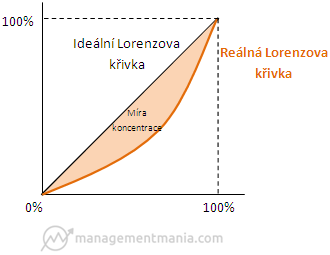 100%
Ideální Lorenzova
křivka
Reálná Lorenzova
křivka
Míra
koncentrace
0%
100%
managementmania.com